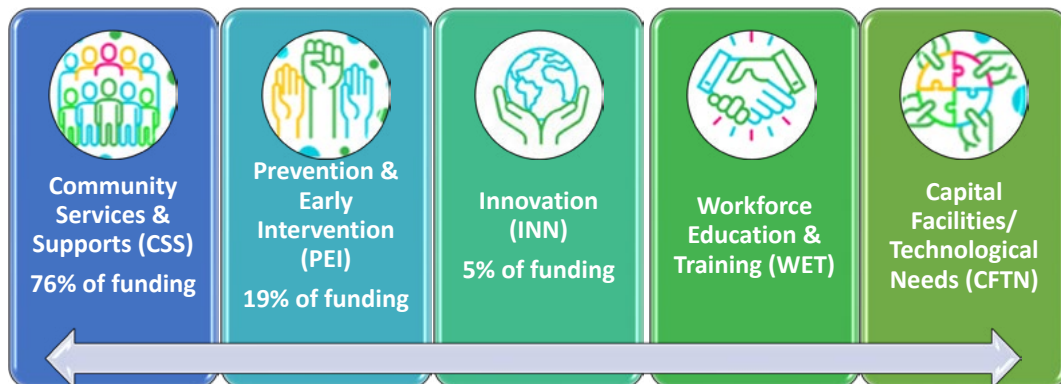 Community
Services &
Supports (CSS)
76% of funding
Prevention &
Early
Intervention
(PEI)
19% of funding
Innovation
(INN)
5% of funding
Workforce
Education &
Training (WET)
Capital
Facilities/
Technological
Needs (CFTN)